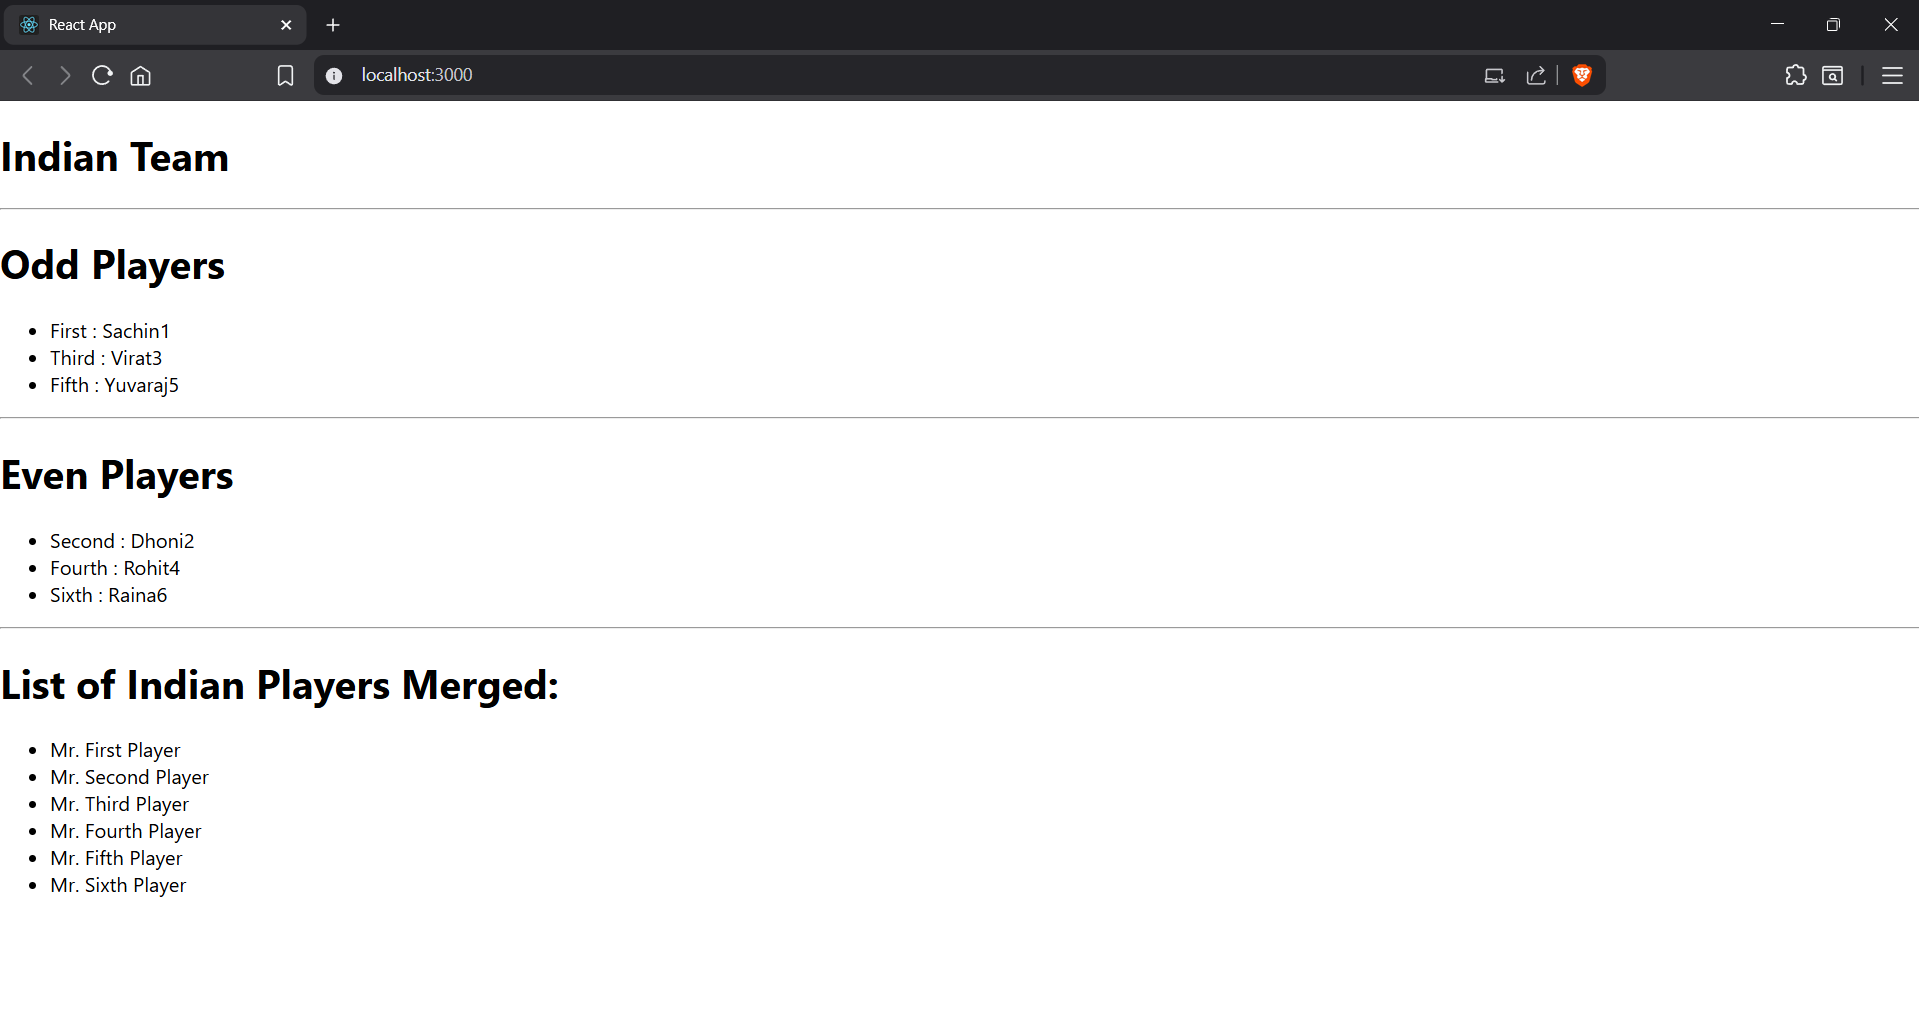 React App
localhost:3000
Indian Team
Odd Players
First : Sachin1
Third : Virat3
Fifth : Yuvaraj5
Even Players
Second : Dhoni2
Fourth : Rohit4
Sixth : Raina6
List of Indian Players Merged:
Mr. First Player
Mr. Second Player
Mr. Third Player
Mr. Fourth Player
Mr. Fifth Player
Mr. Sixth Player